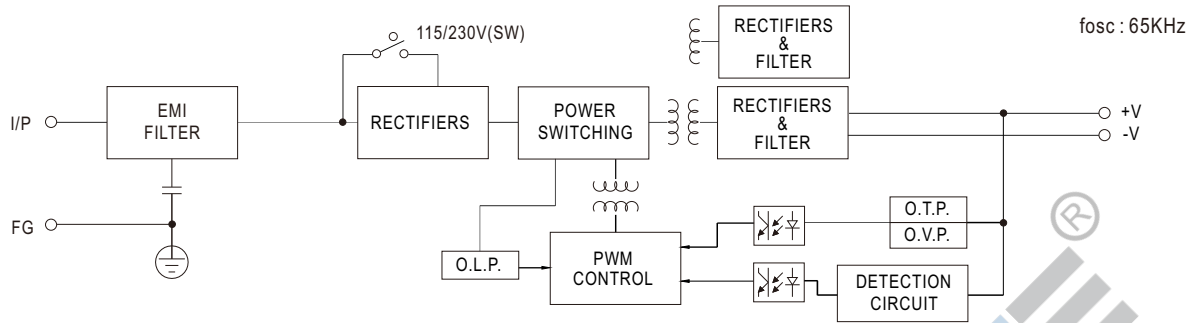 115/230V(SW)
RECTIFIERS
&
FILTER
fosc : 65KHz
I/P
EMI
FILTER
RECTIFIERS
POWER
SWITCHING
RECTIFIERS
&
FILTER
+V
-V
FG
O.L.P.
PWM
CONTROL
O.T.P.
O.V.P.
DETECTION
CIRCUIT
®